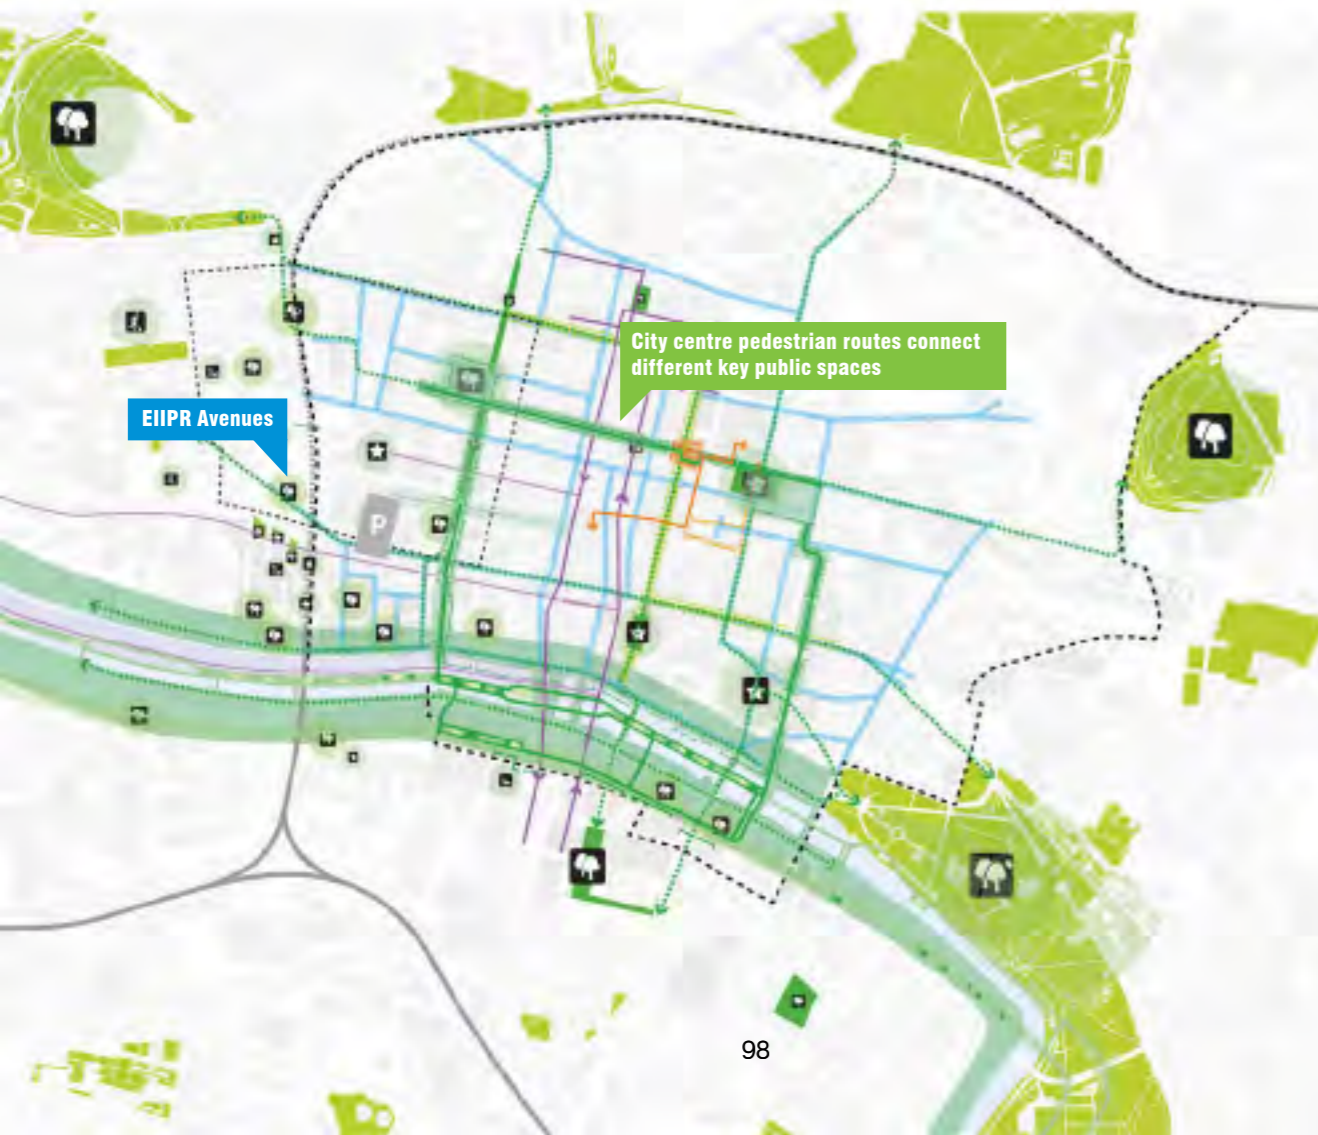 City centre pedestrian routes connect
different key public spaces
EIIPR Avenues
P
98